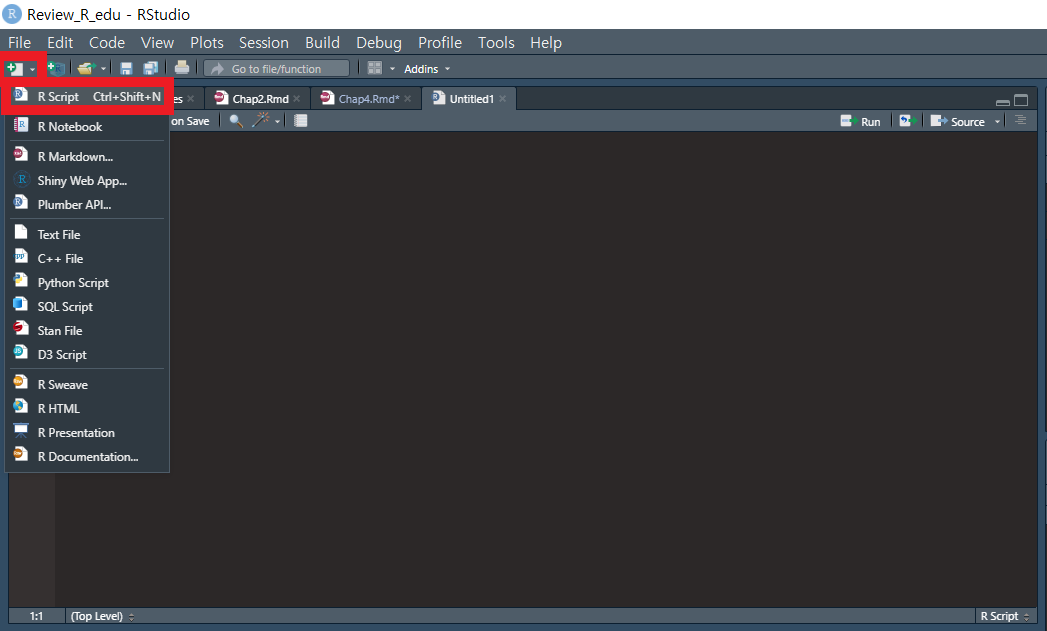 Review_R_edu - RStudio
File Edit Code View Plots Session Build Debug Profile Tools Help
Go to file/function Addins
R Script Ctrl+Shift+N
es Chap2.Rmd Chap4.Rmd* Untitled1
on Save Run Source
R Notebook
R Markdown...
Shiny Web App...
Plumber API...
Text File
C++ File
Python Script
SQL Script
Stan File
D3 Script
R Sweave
R HTML
R Presentation
R Documentation...
1:1 (Top Level) R Script